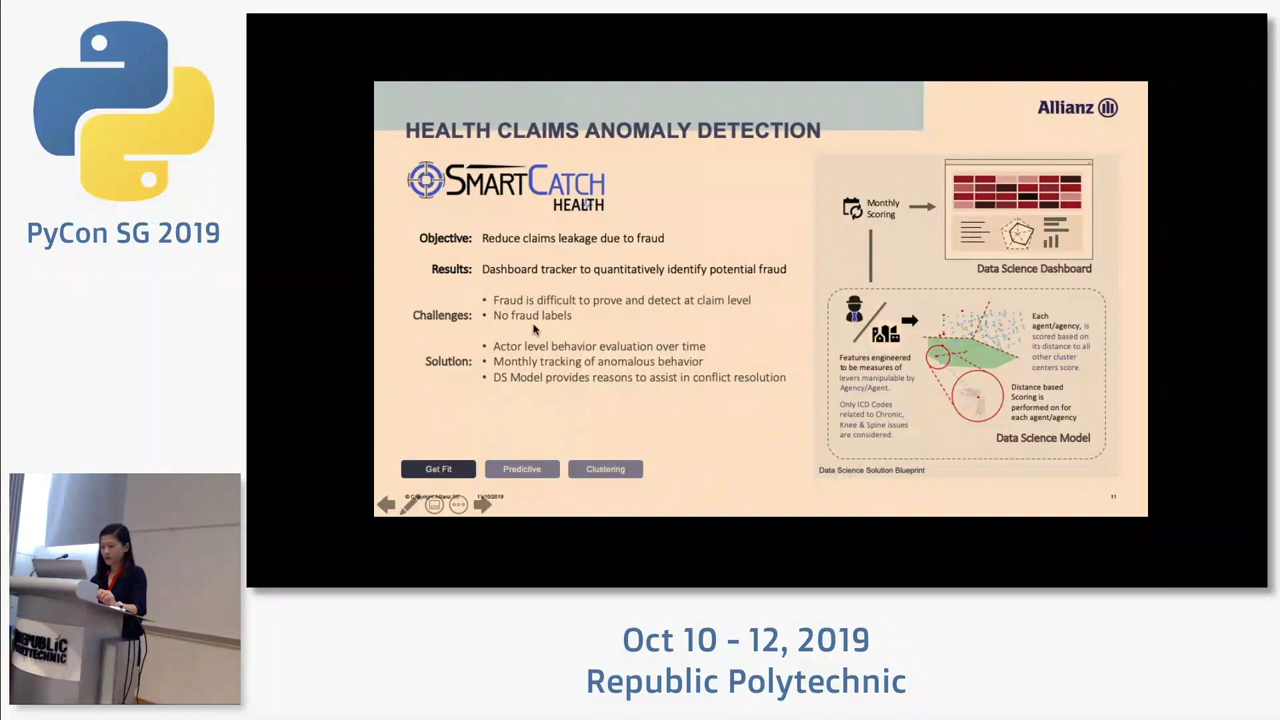 PyCon SG 2019
Allianz
HEALTH CLAIMS ANOMALY DETECTION
SMARTCATCH
HEALTH
Objective: Reduce claims leakage due to fraud
Results: Dashboard tracker to quantitatively identify potential fraud
• Fraud is difficult to prove and detect at claim level
Challenges: • No fraud labels
• Actor level behavior evaluation over time
Solution: • Monthly tracking of anomalous behavior
• DS Model provides reasons to assist in conflict resolution
Get Fit
Predictive
Clustering
Monthly
Scoring
Data Science Dashboard
Features engineered
to be measures of
levers manipulable by
Agency/Agent.
Only ICD Codes
related to Chronic,
Knee & Spine issues
are considered.
Each
agent/agency, is
scored based on
its distance to all
other cluster
centers score.
Distance based
Scoring is
performed on for
each agent/agency
Data Science Model
Data Science Solution Blueprint
11/10/2019
11
REPUBLIC
POLYTECHNIC
Oct 10 - 12, 2019
Republic Polytechnic